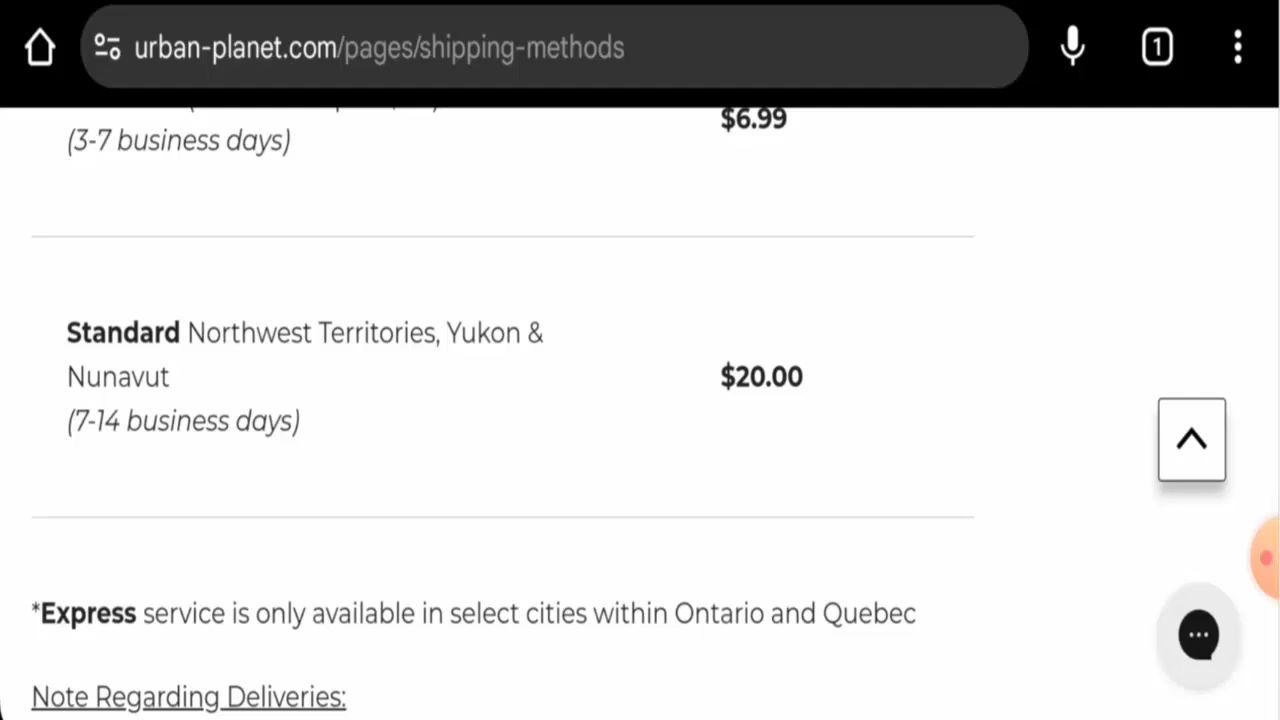 urban-planet.com/pages/shipping-methods
1
$6.99
(3-7 business days)
Standard Northwest Territories, Yukon &
Nunavut
$20.00
(7-14 business days)
*Express service is only available in select cities within Ontario and Quebec
Note Regarding Deliveries: